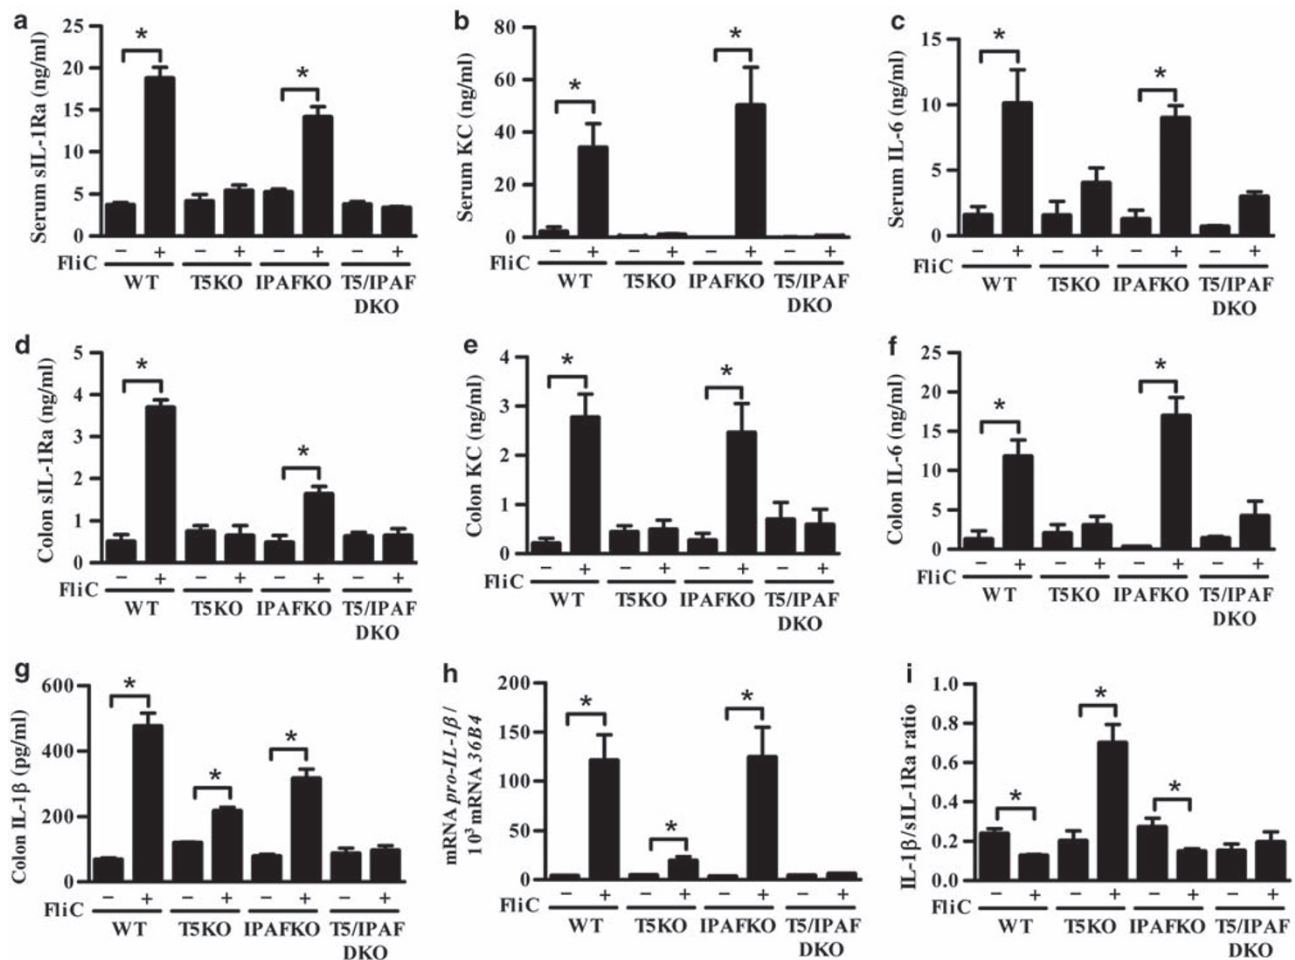 a
Serum sIL-1Ra (ng/ml)
25
20
15
10
5
0
*
*
− + − + − + − +
FliC
WT T5KO IPAFKO T5/IPAF
DKO
b
Serum KC (ng/ml)
80
60
40
20
0
*
*
− + − + − + − +
FliC
WT T5KO IPAFKO T5/IPAF
DKO
c
Serum IL-6 (ng/ml)
15
10
5
0
*
*
− + − + − + − +
FliC
WT T5KO IPAFKO T5/IPAF
DKO
d
Colon sIL-1Ra (ng/ml)
5
4
3
2
1
0
*
*
− + − + − + − +
FliC
WT T5KO IPAFKO T5/IPAF
DKO
e
Colon KC (ng/ml)
4
3
2
1
0
*
*
− + − + − + − +
FliC
WT T5KO IPAFKO T5/IPAF
DKO
f
Colon IL-6 (ng/ml)
25
20
15
10
5
0
*
*
− + − + − + − +
FliC
WT T5KO IPAFKO T5/IPAF
DKO
g
Colon IL-1β (pg/ml)
600
400
200
0
*
*
*
− + − + − + − +
FliC
WT T5KO IPAFKO T5/IPAF
DKO
h
mRNA pro-IL-1β /
10³ mRNA 36B4
200
150
100
50
0
*
*
*
− + − + − + − +
FliC
WT T5KO IPAFKO T5/IPAF
DKO
i
IL-1β/sIL-1Ra ratio
1.0
0.8
0.6
0.4
0.2
0.0
*
*
*
− + − + − + − +
FliC
WT T5KO IPAFKO T5/IPAF
DKO